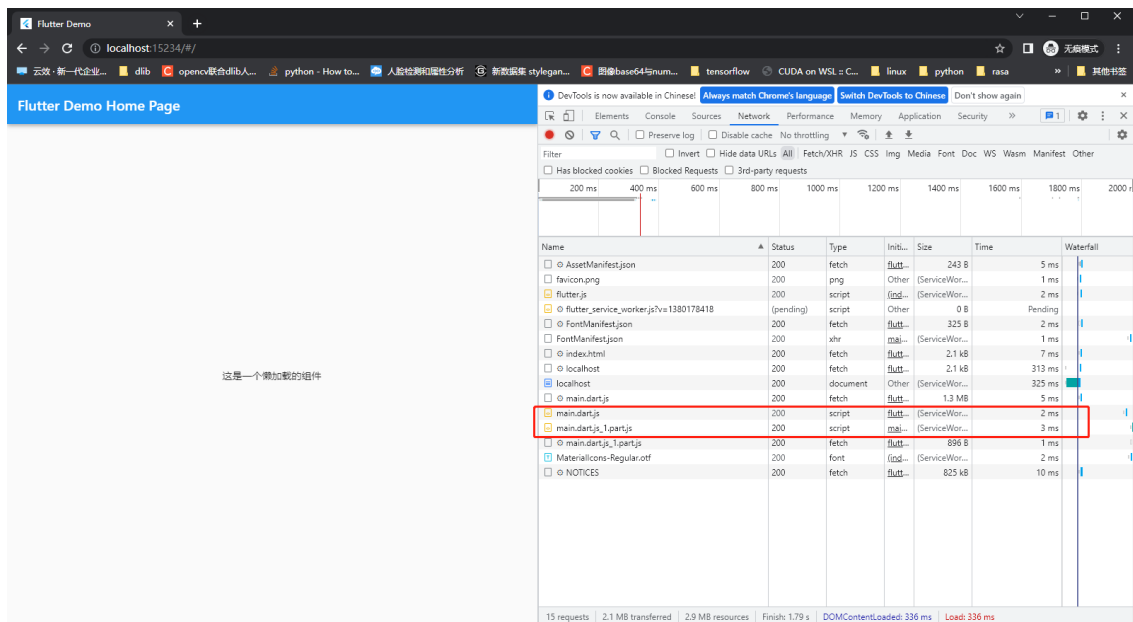 Flutter Demo
localhost:15234/#/
无痕模式
云效 · 新一代企业... dlib opencv联合dlib人... python - How to... 人脸检测和属性分析 新数据集 stylegan... 图像base64与num... tensorflow CUDA on WSL :: C... linux python rasa » 其他书签
Flutter Demo Home Page
这是一个懒加载的组件
DevTools is now available in Chinese! Always match Chrome's language Switch DevTools to Chinese Don't show again
Elements Console Sources Network Performance Memory Application Security » 1
Preserve log Disable cache No throttling
Filter Invert Hide data URLs All Fetch/XHR JS CSS Img Media Font Doc WS Wasm Manifest Other
Has blocked cookies Blocked Requests 3rd-party requests
200 ms 400 ms 600 ms 800 ms 1000 ms 1200 ms 1400 ms 1600 ms 1800 ms 2000 r
Name Status Type Initi... Size Time Waterfall
AssetManifest.json 200 fetch flutt... 243 B 5 ms
favicon.png 200 png Other (ServiceWor... 1 ms
flutter.js 200 script (ind... (ServiceWor... 2 ms
flutter_service_worker.js?v=1380178418 (pending) script Other 0 B Pending
FontManifest.json 200 fetch flutt... 325 B 2 ms
FontManifest.json 200 xhr mai... (ServiceWor... 1 ms
index.html 200 fetch flutt... 2.1 kB 7 ms
localhost 200 fetch flutt... 2.1 kB 313 ms
localhost 200 document Other (ServiceWor... 325 ms
main.dart.js 200 fetch flutt... 1.3 MB 5 ms
main.dart.js 200 script flutt... (ServiceWor... 2 ms
main.dart.js_1.part.js 200 script mai... (ServiceWor... 3 ms
main.dart.js_1.part.js 200 fetch flutt... 896 B 1 ms
MaterialIcons-Regular.otf 200 font (ind... (ServiceWor... 2 ms
NOTICES 200 fetch flutt... 825 kB 10 ms
15 requests 2.1 MB transferred 2.9 MB resources Finish: 1.79 s DOMContentLoaded: 336 ms Load: 336 ms